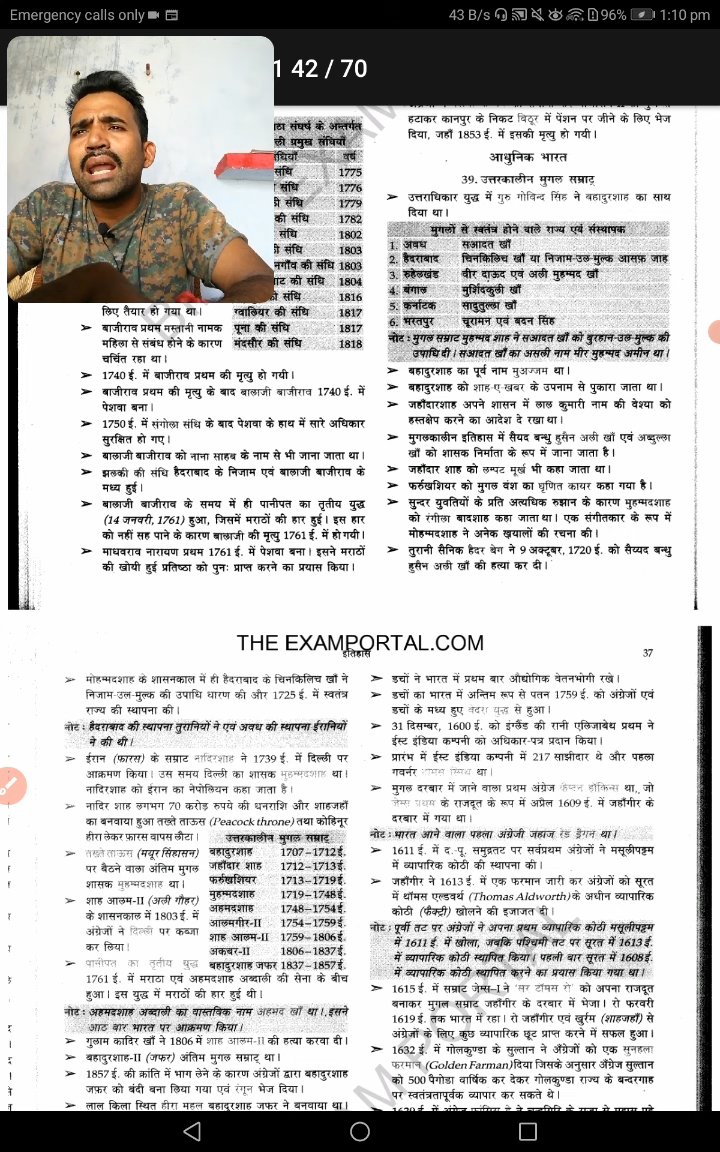 Emergency calls only
43 B/s 96% 1:10 pm
42 / 70
ठा संघर्ष के अन्तर्गत
ली प्रमुख संधियाँ
धियाँ वर्ष
संधि 1775
संधि 1776
की संधि 1779
की संधि 1782
संधि 1802
की संधि 1803
नगाँव की संधि 1803
ाट की संधि 1804
संधि 1816
लिए तैयार हो गया था।
ग्वालियर की संधि 1817
➢ बाजीराव प्रथम मस्तानी नामक
पूना की संधि 1817
महिला से संबंध होने के कारण
मंदसौर की संधि 1818
चर्चित रहा था।
➢ 1740 ई. में बाजीराव प्रथम की मृत्यु हो गयी।
➢ बाजीराव प्रथम की मृत्यु के बाद बालाजी बाजीराव 1740 ई. में
पेशवा बना।
➢ 1750 ई. में संगोला संधि के बाद पेशवा के हाथ में सारे अधिकार
सुरक्षित हो गए।
➢ बालाजी बाजीराव को नाना साहब के नाम से भी जाना जाता था।
➢ झलकी की संधि हैदराबाद के निजाम एवं बालाजी बाजीराव के
मध्य हुई।
➢ बालाजी बाजीराव के समय में ही पानीपत का तृतीय युद्ध
(14 जनवरी, 1761) हुआ, जिसमें मराठों की हार हुई। इस हार
को नहीं सह पाने के कारण बालाजी की मृत्यु 1761 ई. में हो गयी।
➢ माधवराव नारायण प्रथम 1761 ई. में पेशवा बना। इसने मराठों
की खोयी हुई प्रतिष्ठा को पुनः प्राप्त करने का प्रयास किया।
हटाकर कानपुर के निकट बिठूर में पेंशन पर जीने के लिए भेज
दिया, जहाँ 1853 ई. में इसकी मृत्यु हो गयी।
आधुनिक भारत
39. उत्तरकालीन मुगल सम्राट्
➢ उत्तराधिकार युद्ध में गुरु गोविन्द सिंह ने बहादुरशाह का साथ
दिया था।
मुगलों से स्वतंत्र होने वाले राज्य एवं संस्थापक
1. अवध सआदत खाँ
2. हैदराबाद चिनकिलिच खाँ या निजाम-उल-मुल्क आसफ़ जाह
3. रुहेलखंड वीर दाऊद एवं अली मुहम्मद खाँ
4. बंगाल मुर्शिदकुली खाँ
5. कर्नाटक सादुतुल्ला खाँ
6. भरतपुर चूरामन एवं बदन सिंह
नोट : मुगल सम्राट मुहम्मद शाह ने सआदत खाँ को बुरहान-उल-मुल्क की
उपाधि दी। सआदत खाँ का असली नाम मीर मुहम्मद अमीन था।
➢ बहादुरशाह का पूर्व नाम मुअज्जम था।
➢ बहादुरशाह को शाह-ए-खबर के उपनाम से पुकारा जाता था।
➢ जहाँदारशाह अपने शासन में लाल कुमारी नाम की वेश्या को
हस्तक्षेप करने का आदेश दे रखा था।
➢ मुगलकालीन इतिहास में सैयद बन्धु हुसैन अली खाँ एवं अब्दुल्ला
खाँ को शासक निर्माता के रूप में जाना जाता है।
➢ जहाँदार शाह को लम्पट मूर्ख भी कहा जाता था।
➢ फर्रुखशियर को मुगल वंश का घृणित कायर कहा गया है।
➢ सुन्दर युवतियों के प्रति अत्यधिक रुझान के कारण मुहम्मदशाह
को रंगीला बादशाह कहा जाता था। एक संगीतकार के रूप में
मोहम्मदशाह ने अनेक ख़यालों की रचना की।
➢ तुरानी सैनिक हैदर बेग ने 9 अक्टूबर, 1720 ई. को सैय्यद बन्धु
हुसैन अली खाँ की हत्या कर दी।
THE EXAMPORTAL.COM
इतिहास 37
➢ मोहम्मदशाह के शासनकाल में ही हैदराबाद के चिनकिलिच खाँ ने
निजाम-उल-मुल्क की उपाधि धारण की और 1725 ई. में स्वतंत्र
राज्य की स्थापना की।
नोट : हैदराबाद की स्थापना तुरानियों ने एवं अवध की स्थापना ईरानियों
ने की थी।
➢ ईरान (फारस) के सम्राट नादिरशाह ने 1739 ई. में दिल्ली पर
आक्रमण किया। उस समय दिल्ली का शासक मुहम्मदशाह था।
नादिरशाह को ईरान का नेपोलियन कहा जाता है।
➢ नादिर शाह लगभग 70 करोड़ रुपये की धनराशि और शाहजहाँ
का बनवाया हुआ तख्ते ताऊस (Peacock throne) तथा कोहिनूर
हीरा लेकर फारस वापस लौटा।
उत्तरकालीन मुगल सम्राट्
➢ तख्ते ताऊस (मयूर सिंहासन)
बहादुरशाह 1707–1712 ई.
पर बैठने वाला अंतिम मुगल
जहाँदार शाह 1712–1713 ई.
शासक मुहम्मदशाह था।
फर्रुखशियर 1713–1719 ई.
मुहम्मदशाह 1719–1748 ई.
➢ शाह आलम-II (अली गौहर)
अहमदशाह 1748–1754 ई.
के शासनकाल में 1803 ई. में
आलमगीर-II 1754–1759 ई.
अंग्रेजों ने दिल्ली पर कब्जा
शाह आलम-II 1759–1806 ई.
कर लिया।
अकबर-II 1806–1837 ई.
➢ पानीपत का तृतीय युद्ध
बहादुरशाह जफर 1837–1857 ई.
1761 ई. में मराठा एवं अहमदशाह अब्दाली की सेना के बीच
हुआ। इस युद्ध में मराठों की हार हुई थी।
नोट : अहमदशाह अब्दाली का वास्तविक नाम अहमद खाँ था।, इसने
आठ बार भारत पर आक्रमण किया।
➢ गुलाम कादिर खाँ ने 1806 में शाह आलम-II की हत्या करवा दी।
➢ बहादुरशाह-II (जफर) अंतिम मुगल सम्राट् था।
➢ 1857 ई. की क्रांति में भाग लेने के कारण अंग्रेजों द्वारा बहादुरशाह
जफ़र को बंदी बना लिया गया एवं रंगून भेज दिया।
➢ लाल किला स्थित हीरा महल बहादुरशाह जफर ने बनवाया था।
➢ डचों ने भारत में प्रथम बार औद्योगिक वेतनभोगी रखे।
➢ डचों का भारत में अन्तिम रूप से पतन 1759 ई. को अंग्रेजों एवं
डचों के मध्य हुए वेदरा युद्ध से हुआ।
➢ 31 दिसम्बर, 1600 ई. को इंग्लैंड की रानी एलिजाबेथ प्रथम ने
ईस्ट इंडिया कम्पनी को अधिकार-पत्र प्रदान किया।
➢ प्रारंभ में ईस्ट इंडिया कम्पनी में 217 साझीदार थे और पहला
गवर्नर टामस स्मिथ था।
➢ मुगल दरबार में जाने वाला प्रथम अंग्रेज कैप्टन हॉकिन्स था,, जो
जेम्स प्रथम के राजदूत के रूप में अप्रैल 1609 ई. में जहाँगीर के
दरबार में गया था।
नोट : भारत आने वाला पहला अंग्रेजी जहाज रेड ड्रैगन था।
➢ 1611 ई. में द.-पू. समुद्रतट पर सर्वप्रथम अंग्रेजों ने मसूलीपट्टम
में व्यापारिक कोठी की स्थापना की।
➢ जहाँगीर ने 1613 ई. में एक फरमान जारी कर अंग्रेजों को सूरत
में थॉमस एल्डवर्थ (Thomas Aldworth) के अधीन व्यापारिक
कोठी (फैक्ट्री) खोलने की इजाजत दी।
नोट : पूर्वी तट पर अंग्रेजों ने अपना प्रथम व्यापारिक कोठी मसूलीपट्टम
में 1611 ई. में खोला, जबकि पश्चिमी तट पर सूरत में 1613 ई.
में व्यापारिक कोठी स्थापित किया। पहली बार सूरत में 1608 ई.
में व्यापारिक कोठी स्थापित करने का प्रयास किया गया था।
➢ 1615 ई. में सम्राट् जेम्स-I ने 'सर टॉमस रो' को अपना राजदूत
बनाकर मुगल सम्राट् जहाँगीर के दरबार में भेजा। रो फरवरी
1619 ई. तक भारत में रहा। रो जहाँगीर एवं खुर्रम (शाहजहाँ) से
अंग्रेजों के लिए कुछ व्यापारिक छूट प्राप्त करने में सफल हुआ।
➢ 1632 ई. में गोलकुण्डा के सुल्तान ने अँग्रेजों को एक सुनहला
फरमान (Golden Farman) दिया जिसके अनुसार अँग्रेज सुल्तान
को 500 पैगोडा वार्षिक कर देकर गोलकुण्डा राज्य के बन्दरगाह
पर स्वतंत्रतापूर्वक व्यापार कर सकते थे।